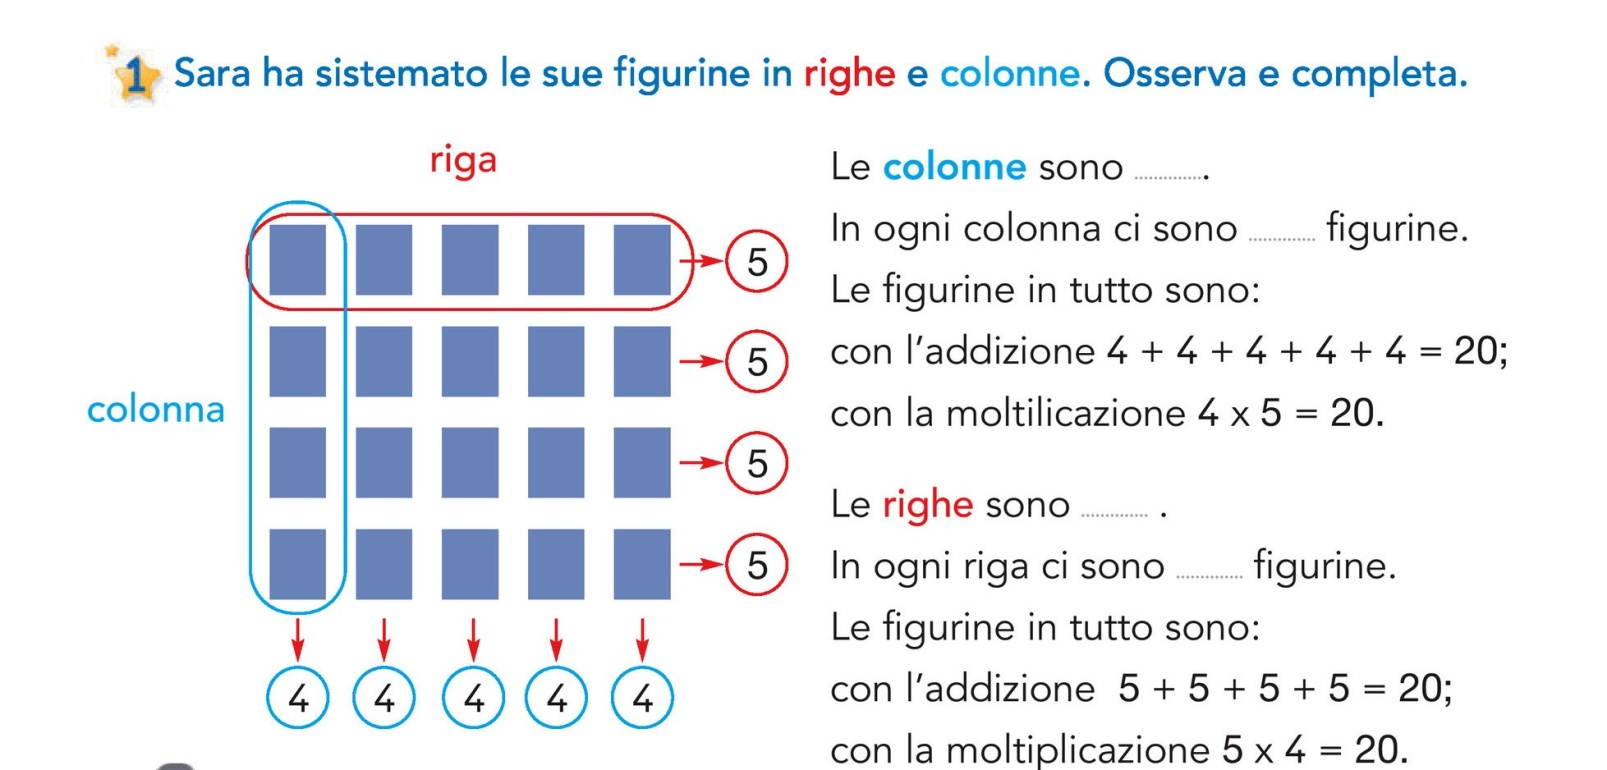 1 Sara ha sistemato le sue figurine in righe e colonne. Osserva e completa.
riga
5
5
5
5
colonna
4 4 4 4 4
Le colonne sono ............
In ogni colonna ci sono ............ figurine.
Le figurine in tutto sono:
con l'addizione 4 + 4 + 4 + 4 + 4 = 20;
con la moltilicazione 4 x 5 = 20.
Le righe sono ............ .
In ogni riga ci sono ............ figurine.
Le figurine in tutto sono:
con l'addizione 5 + 5 + 5 + 5 = 20;
con la moltiplicazione 5 x 4 = 20.